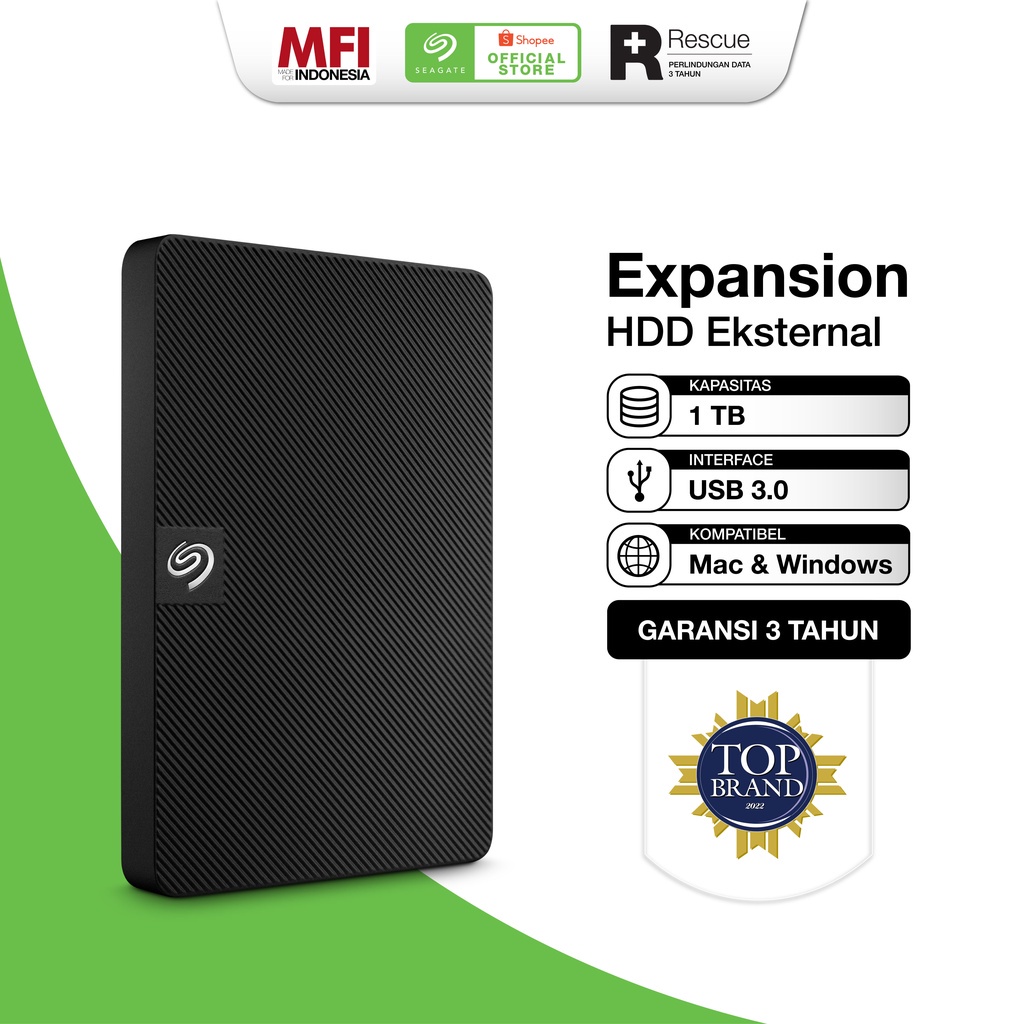 MFI
MADE FOR INDONESIA
SEAGATE
Shopee
OFFICIAL
STORE
R Rescue
PERLINDUNGAN DATA
3 TAHUN
Expansion
HDD Eksternal
KAPASITAS
1 TB
INTERFACE
USB 3.0
KOMPATIBEL
Mac & Windows
GARANSI 3 TAHUN
TOP
BRAND
2022